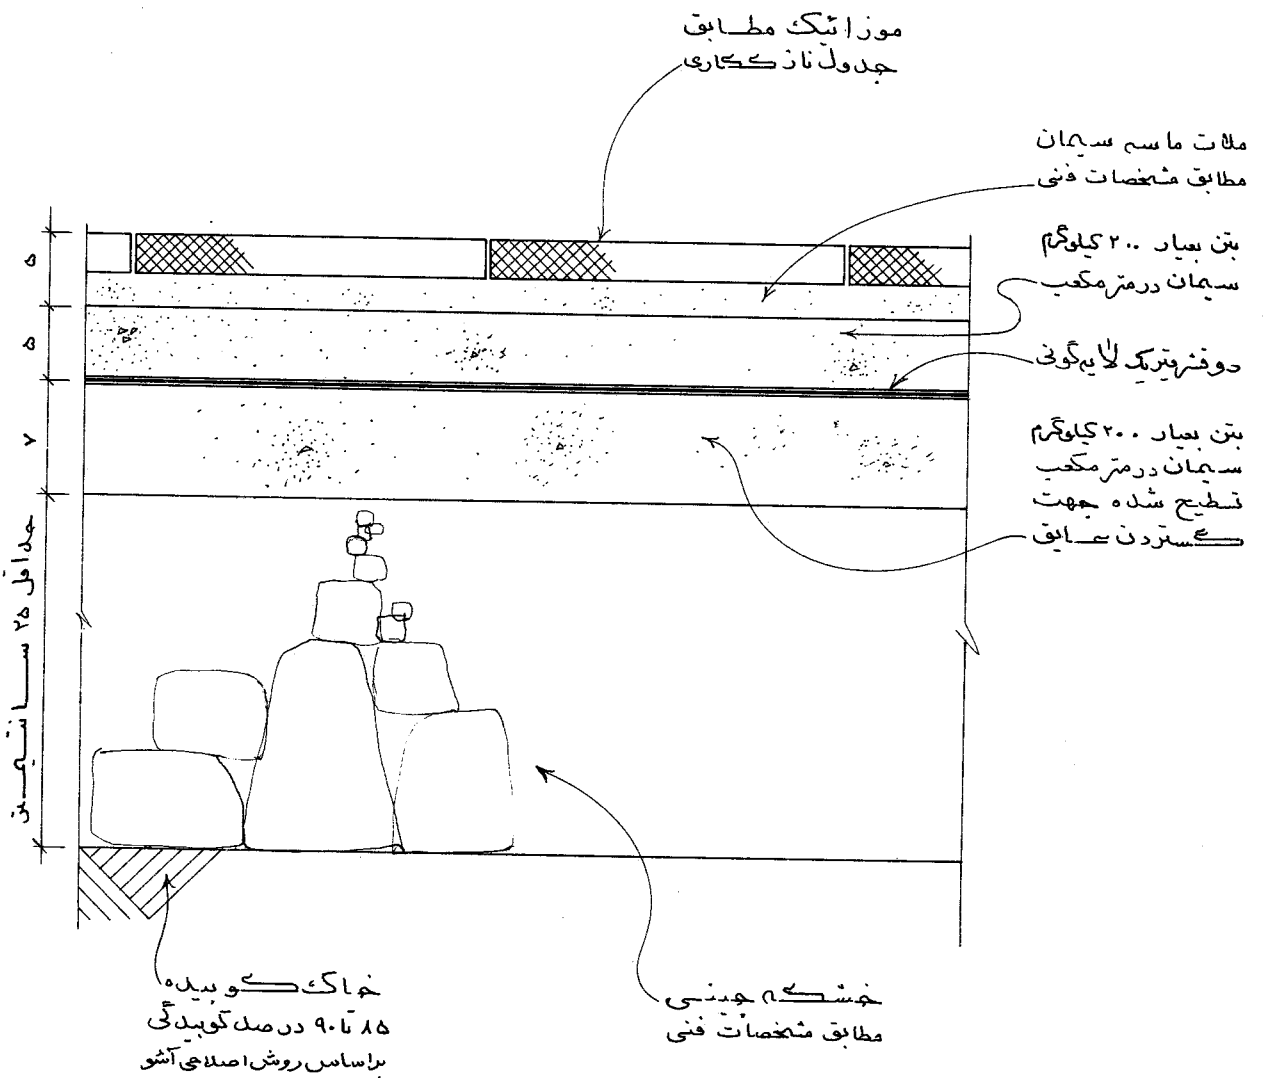 موزائیک مطابق
جدول نازک کاری
ملات ماسه سیمان
مطابق مشخصات فنی
بتن بعیار ۲۰۰ کیلوگرم
سیمان در متر مکعب
دو قشر قیر یک لایه گونی
بتن بعیار ۲۰۰ کیلوگرم
سیمان در متر مکعب
تسطیح شده جهت
گستردن عایق
۵
۵
۷
حداقل ۲۵ سانتیمتر
خشکه چینی
مطابق مشخصات فنی
خاک کوبیده
۸۵ تا ۹۰ درصد کوبیدگی
براساس روش اصلاحی آشو